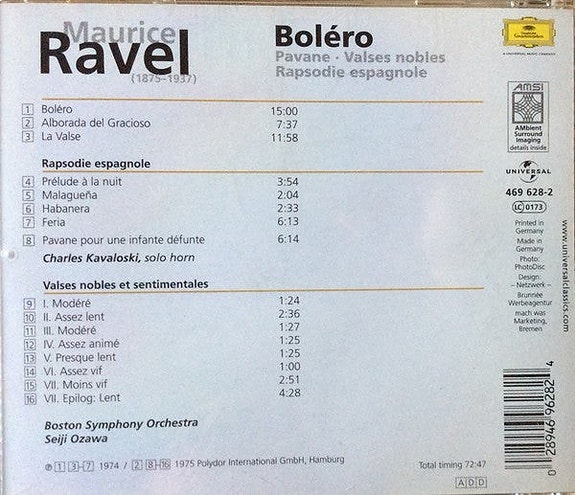 Maurice
Ravel
(1875-1937)
Boléro
Pavane · Valses nobles
Rapsodie espagnole
Deutsche
Grammophon
A UNIVERSAL MUSIC COMPANY
1 Boléro 15:00
2 Alborada del Gracioso 7:37
3 La Valse 11:58
Rapsodie espagnole
4 Prélude à la nuit 3:54
5 Malagueña 2:04
6 Habanera 2:33
7 Feria 6:13
8 Pavane pour une infante défunte 6:14
Charles Kavaloski, solo horn
Valses nobles et sentimentales
9 I. Modéré 1:24
10 II. Assez lent 2:36
11 III. Modéré 1:27
12 IV. Assez animé 1:25
13 V. Presque lent 1:25
14 VI. Assez vif 1:00
15 VII. Moins vif 2:51
16 VII. Epilog: Lent 4:28
Boston Symphony Orchestra
Seiji Ozawa
℗ 1 3–7 1974 / 2 8–16 1975 Polydor International GmbH, Hamburg
Total timing 72:47
ADD
AMSI
AMbient
Surround
Imaging
details inside
UNIVERSAL
469 628-2
LC 0173
Printed in
Germany
Made in
Germany
Photo:
PhotoDisc
Design:
– Netzwerk –
Brunnée
Werbeagentur
mach was
Marketing,
Bremen
www.universalclassics.com
0 28946 96282 4